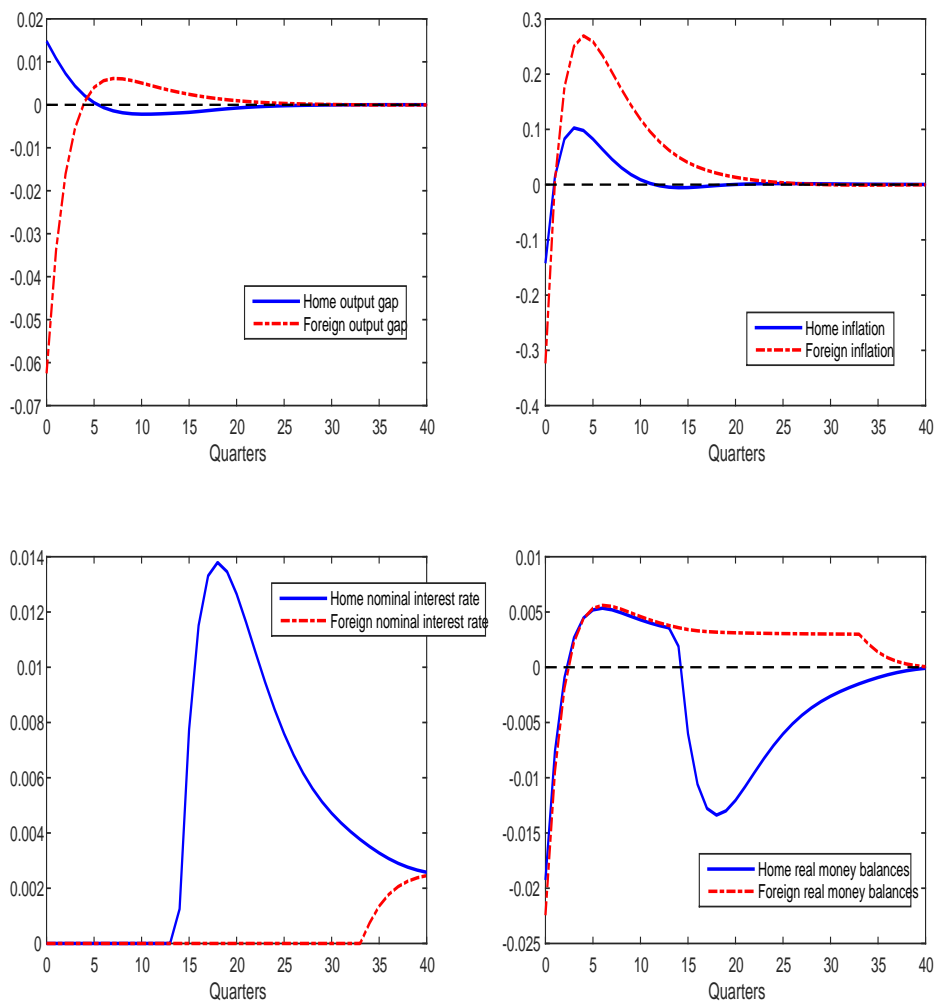 0.02
0.01
0
-0.01
-0.02
-0.03
-0.04
-0.05
-0.06
-0.07
0 5 10 15 20 25 30 35 40
Quarters
Home output gap
Foreign output gap
0.3
0.2
0.1
0
-0.1
-0.2
-0.3
-0.4
0 5 10 15 20 25 30 35 40
Quarters
Home inflation
Foreign inflation
0.014
0.012
0.01
0.008
0.006
0.004
0.002
0
0 5 10 15 20 25 30 35 40
Quarters
Home nominal interest rate
Foreign nominal interest rate
0.01
0.005
0
-0.005
-0.01
-0.015
-0.02
-0.025
0 5 10 15 20 25 30 35 40
Quarters
Home real money balances
Foreign real money balances